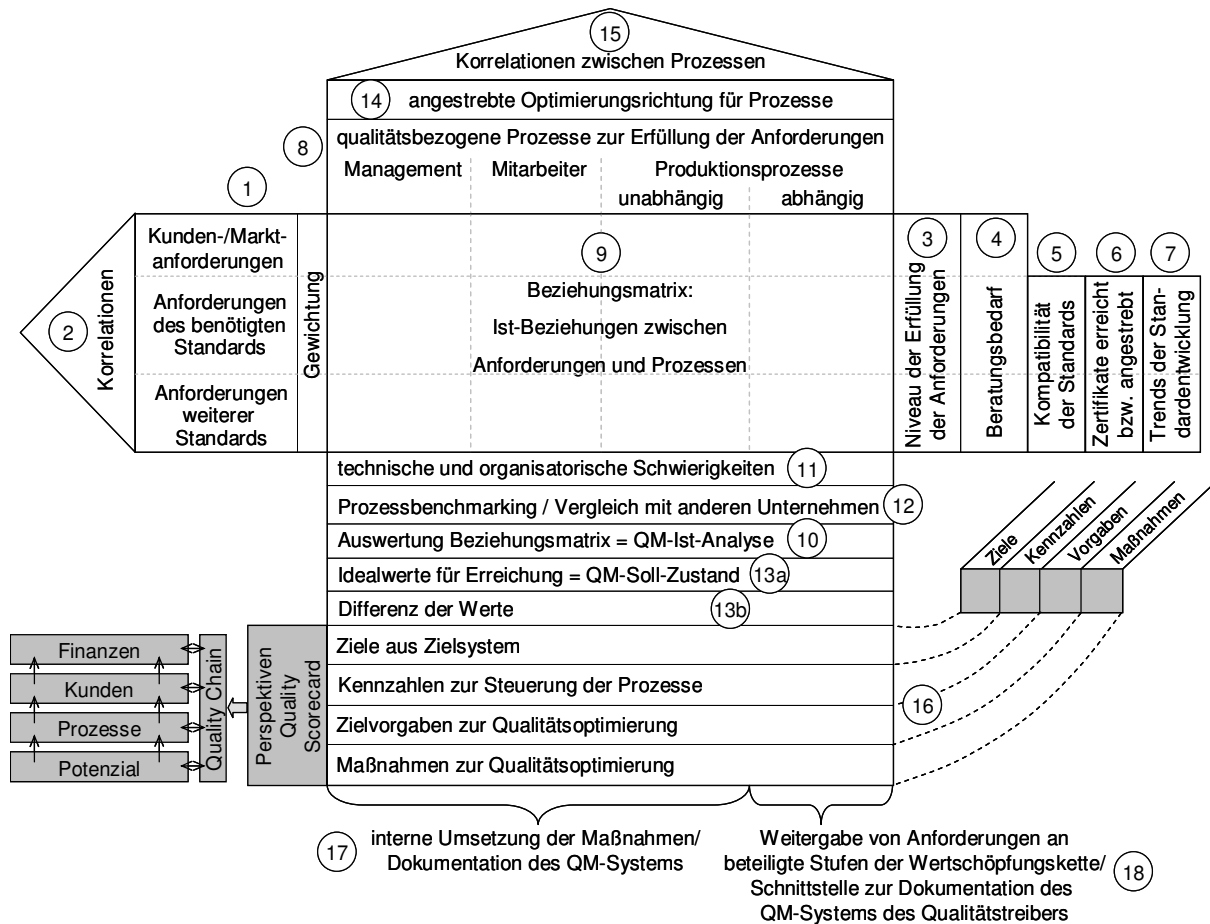 15
Korrelationen zwischen Prozessen
14
angestrebte Optimierungsrichtung für Prozesse
8
qualitätsbezogene Prozesse zur Erfüllung der Anforderungen
Management
Mitarbeiter
Produktionsprozesse
unabhängig
abhängig
1
2
Korrelationen
Kunden-/Markt-
anforderungen
Anforderungen
des benötigten
Standards
Anforderungen
weiterer
Standards
Gewichtung
9
Beziehungsmatrix:
Ist-Beziehungen zwischen
Anforderungen und Prozessen
3
Niveau der Erfüllung
der Anforderungen
4
Beratungsbedarf
5
Kompatibilität
der Standards
6
Zertifikate erreicht
bzw. angestrebt
7
Trends der Stan-
dardentwicklung
technische und organisatorische Schwierigkeiten
11
Prozessbenchmarking / Vergleich mit anderen Unternehmen
12
Auswertung Beziehungsmatrix = QM-Ist-Analyse
10
Idealwerte für Erreichung = QM-Soll-Zustand
13a
Differenz der Werte
13b
Ziele
Kennzahlen
Vorgaben
Maßnahmen
Finanzen
Kunden
Prozesse
Potenzial
Quality Chain
Perspektiven
Quality
Scorecard
Ziele aus Zielsystem
Kennzahlen zur Steuerung der Prozesse
Zielvorgaben zur Qualitätsoptimierung
Maßnahmen zur Qualitätsoptimierung
16
17
interne Umsetzung der Maßnahmen/
Dokumentation des QM-Systems
Weitergabe von Anforderungen an
beteiligte Stufen der Wertschöpfungskette/
Schnittstelle zur Dokumentation des
QM-Systems des Qualitätstreibers
18